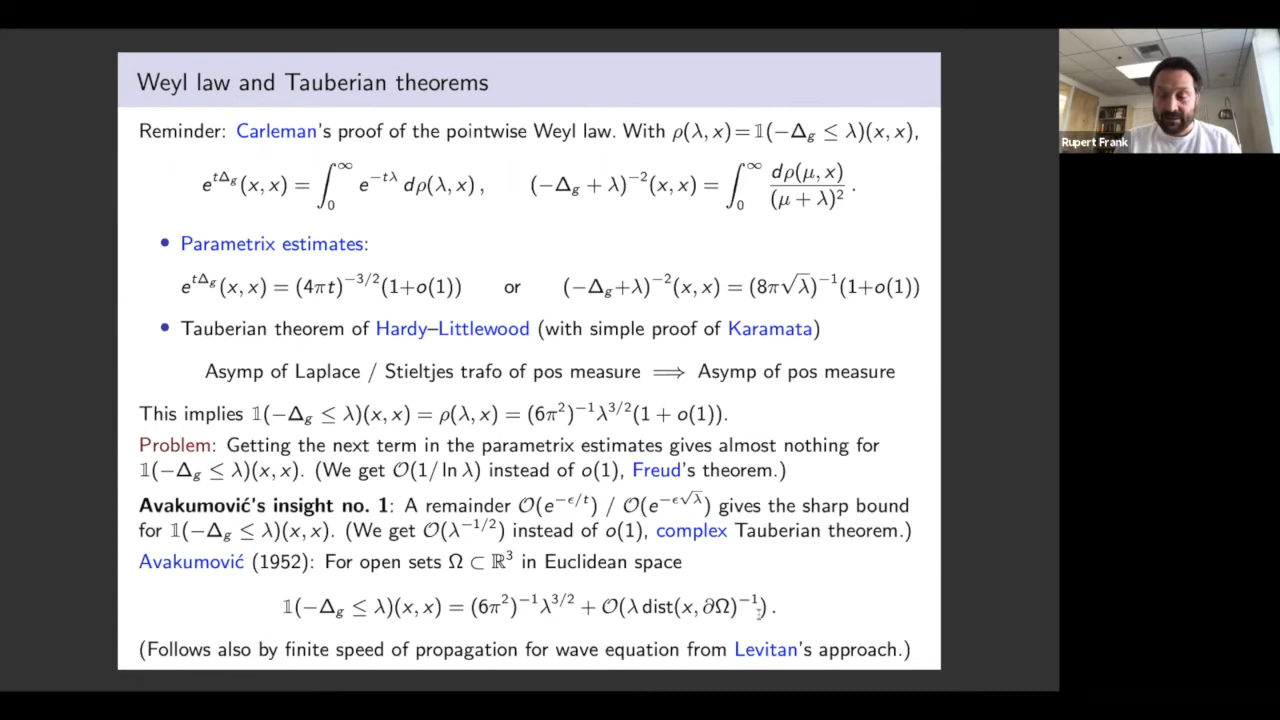 Weyl law and Tauberian theorems
Reminder: Carleman's proof of the pointwise Weyl law. With ρ(λ, x) = 𝟙(−Δ_g ≤ λ)(x, x),
e^{tΔ_g}(x, x) = ∫_0^∞ e^{−tλ} dρ(λ, x) , (−Δ_g + λ)^{−2}(x, x) = ∫_0^∞ dρ(μ, x) / (μ + λ)^2 .
• Parametrix estimates:
e^{tΔ_g}(x, x) = (4πt)^{−3/2}(1+o(1)) or (−Δ_g+λ)^{−2}(x, x) = (8π√λ)^{−1}(1+o(1))
• Tauberian theorem of Hardy–Littlewood (with simple proof of Karamata)
Asymp of Laplace / Stieltjes trafo of pos measure ⟹ Asymp of pos measure
This implies 𝟙(−Δ_g ≤ λ)(x, x) = ρ(λ, x) = (6π^2)^{−1}λ^{3/2}(1 + o(1)).
Problem: Getting the next term in the parametrix estimates gives almost nothing for
𝟙(−Δ_g ≤ λ)(x, x). (We get O(1/ ln λ) instead of o(1), Freud's theorem.)
Avakumović's insight no. 1: A remainder O(e^{−ϵ/t}) / O(e^{−ϵ√λ}) gives the sharp bound
for 𝟙(−Δ_g ≤ λ)(x, x). (We get O(λ^{−1/2}) instead of o(1), complex Tauberian theorem.)
Avakumović (1952): For open sets Ω ⊂ ℝ^3 in Euclidean space
𝟙(−Δ_g ≤ λ)(x, x) = (6π^2)^{−1}λ^{3/2} + O(λ dist(x, ∂Ω)^{−1}) .
(Follows also by finite speed of propagation for wave equation from Levitan's approach.)
Rupert Frank